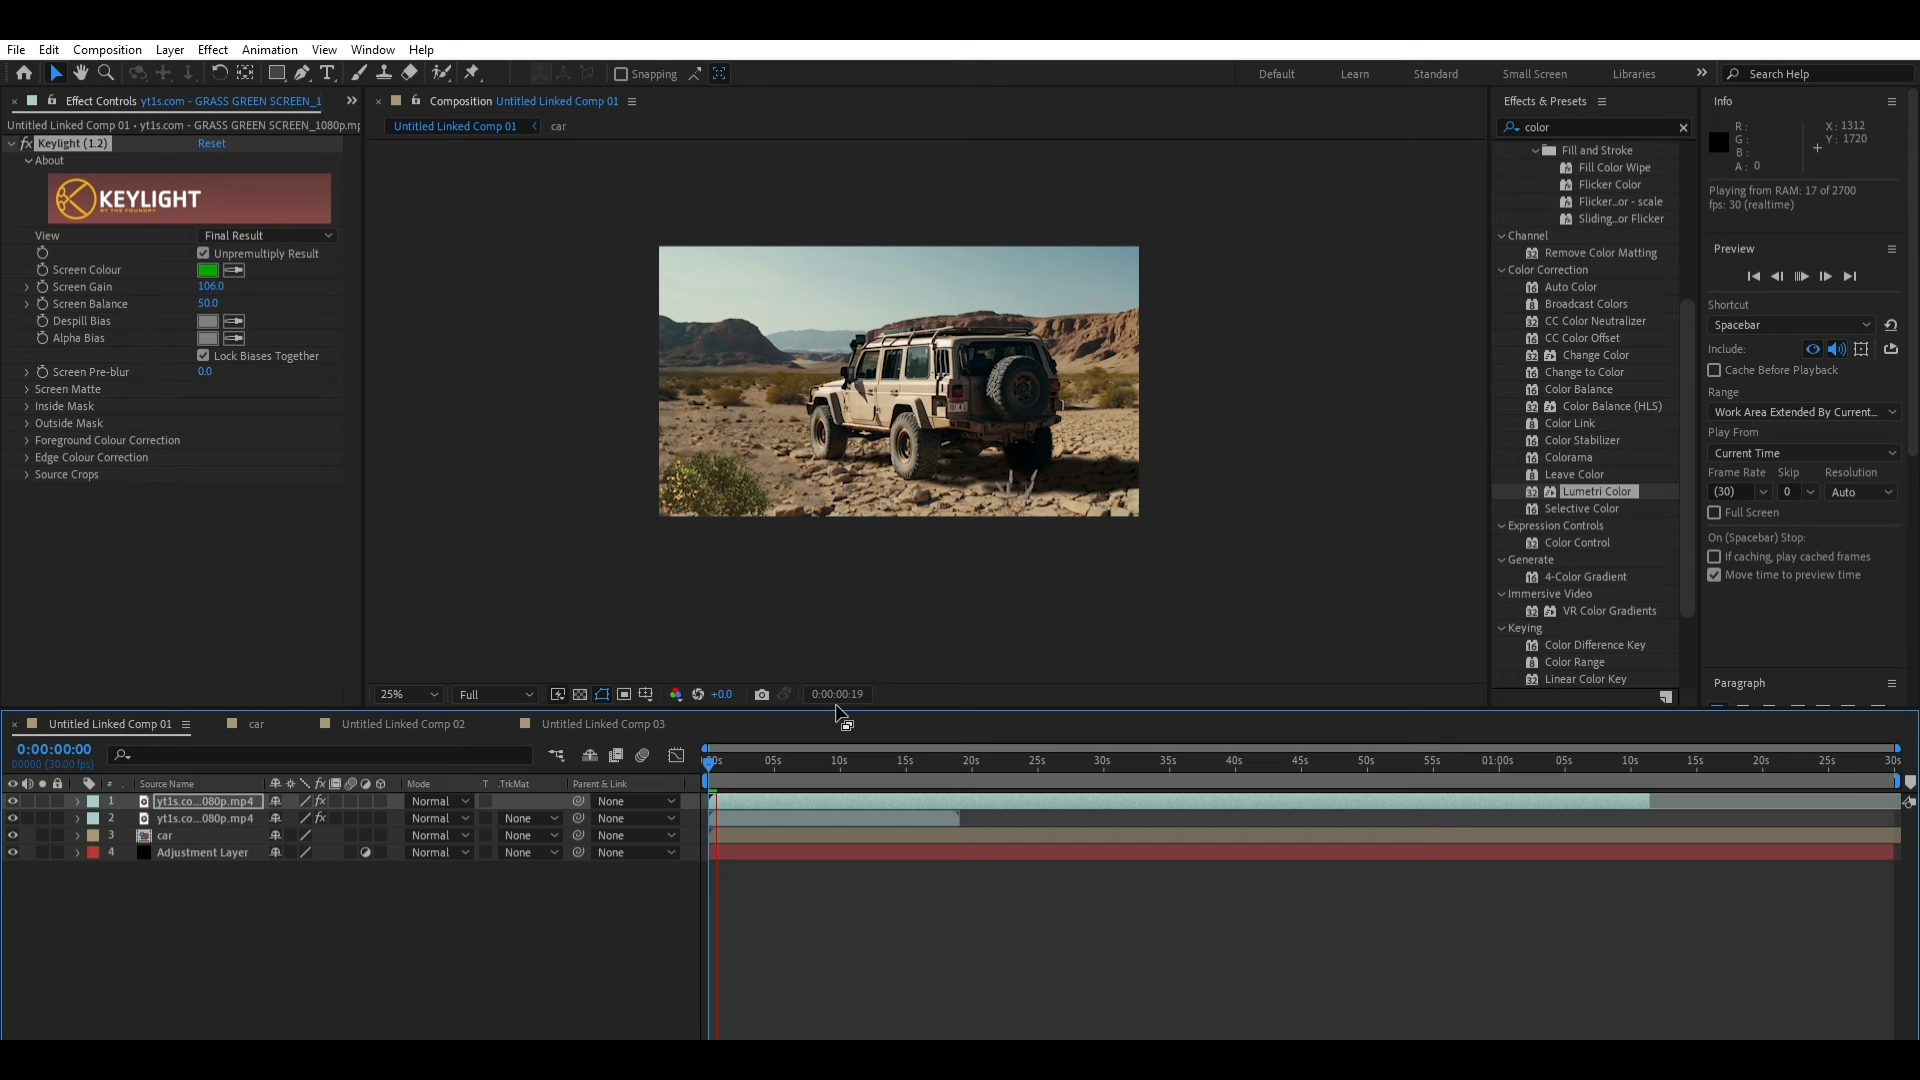 File Edit Composition Layer Effect Animation View Window Help
Snapping Default Learn Standard Small Screen Libraries Search Help
Effect Controls yt1s.com - GRASS GREEN SCREEN_1
Untitled Linked Comp 01 • yt1s.com - GRASS GREEN SCREEN_1080p.mp
fx Keylight (1.2) Reset
About
KEYLIGHT
BY THE FOUNDRY
View Final Result
Unpremultiply Result
Screen Colour
Screen Gain 106.0
Screen Balance 50.0
Despill Bias
Alpha Bias
Lock Biases Together
Screen Pre-blur 0.0
Screen Matte
Inside Mask
Outside Mask
Foreground Colour Correction
Edge Colour Correction
Source Crops
Composition Untitled Linked Comp 01
Untitled Linked Comp 01 car
25% Full +0.0 0:00:00:19
Effects & Presets
color
Fill and Stroke
Fill Color Wipe
Flicker Color
Flicker...or - scale
Sliding...or Flicker
Channel
Remove Color Matting
Color Correction
Auto Color
Broadcast Colors
CC Color Neutralizer
CC Color Offset
Change Color
Change to Color
Color Balance
Color Balance (HLS)
Color Link
Color Stabilizer
Colorama
Leave Color
Lumetri Color
Selective Color
Expression Controls
Color Control
Generate
4-Color Gradient
Immersive Video
VR Color Gradients
Keying
Color Difference Key
Color Range
Linear Color Key
Info
R: X: 1312
G: Y: 1720
B:
A: 0
Playing from RAM: 17 of 2700
fps: 30 (realtime)
Preview
Shortcut
Spacebar
Include:
Cache Before Playback
Range
Work Area Extended By Current...
Play From
Current Time
Frame Rate Skip Resolution
(30) 0 Auto
Full Screen
On (Spacebar) Stop:
If caching, play cached frames
Move time to preview time
Paragraph
Untitled Linked Comp 01 car Untitled Linked Comp 02 Untitled Linked Comp 03
0:00:00:00
00000 (30.00 fps)
:00s 05s 10s 15s 20s 25s 30s 35s 40s 45s 50s 55s 01:00s 05s 10s 15s 20s 25s 30s
# Source Name fx Mode T .TrkMat Parent & Link
1 yt1s.co...080p.mp4 fx Normal None
2 yt1s.co...080p.mp4 fx Normal None None
3 car Normal None None
4 Adjustment Layer Normal None None